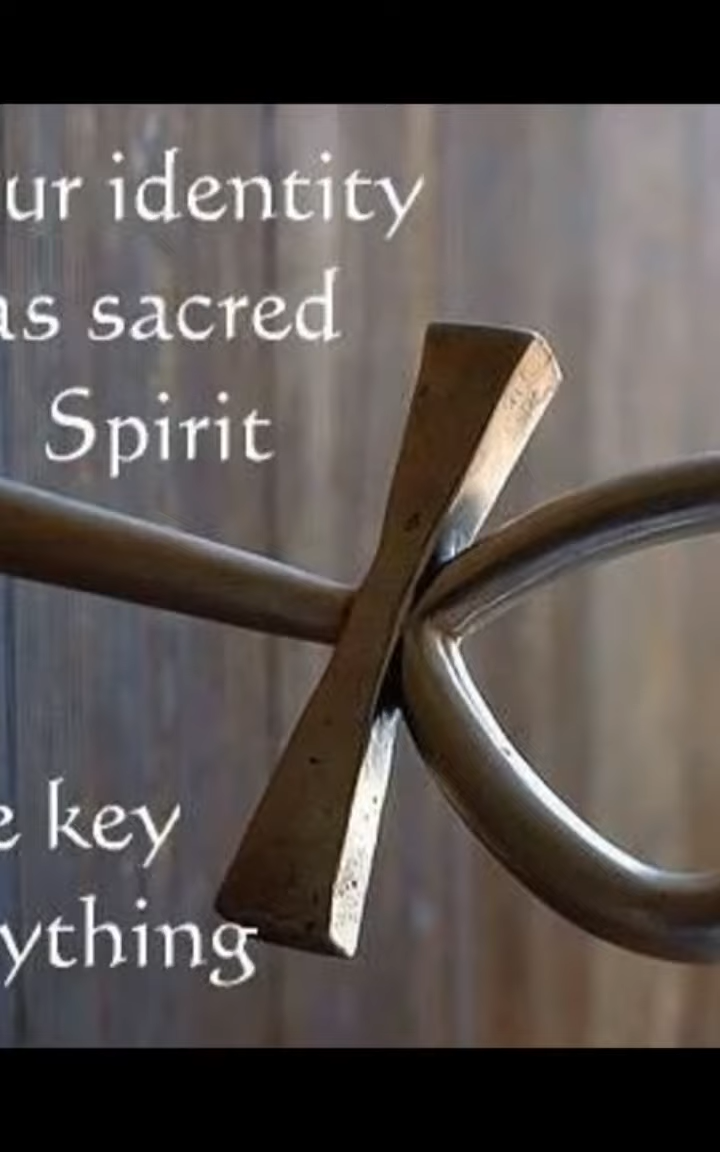 ur identity
as sacred
Spirit
e key
ything